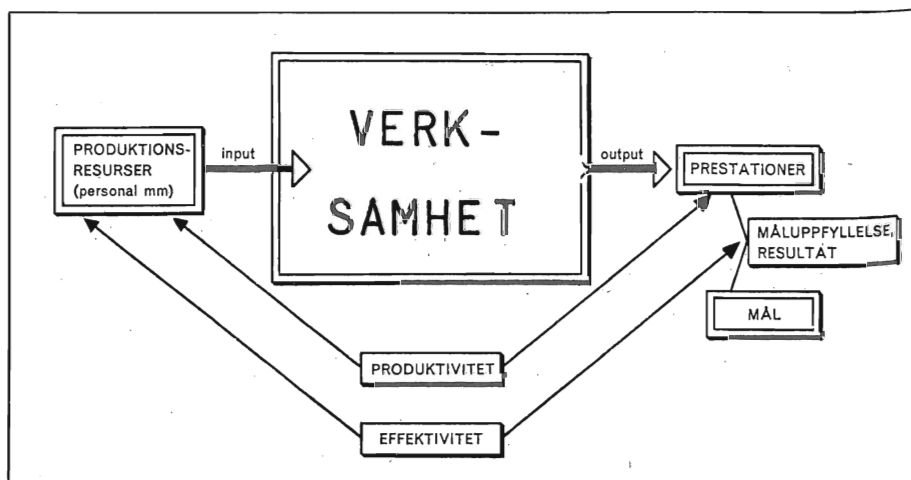 VERK-
SAMHET
PRODUKTIONS-
RESURSER
(personal mm)
input
output
PRESTATIONER
MÅLUPPFYLLELSE,
RESULTAT
MÅL
PRODUKTIVITET
EFFEKTIVITET